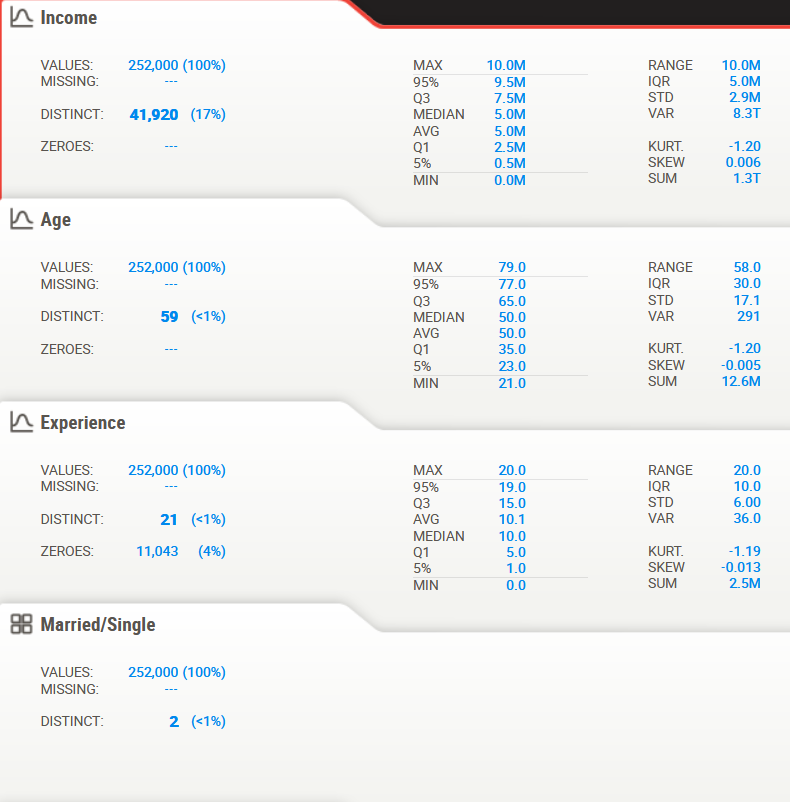 Income
VALUES: 252,000 (100%)
MISSING: ---
DISTINCT: 41,920 (17%)
ZEROES: ---
MAX 10.0M
95% 9.5M
Q3 7.5M
MEDIAN 5.0M
AVG 5.0M
Q1 2.5M
5% 0.5M
MIN 0.0M
RANGE 10.0M
IQR 5.0M
STD 2.9M
VAR 8.3T
KURT. -1.20
SKEW 0.006
SUM 1.3T
Age
VALUES: 252,000 (100%)
MISSING: ---
DISTINCT: 59 (<1%)
ZEROES: ---
MAX 79.0
95% 77.0
Q3 65.0
MEDIAN 50.0
AVG 50.0
Q1 35.0
5% 23.0
MIN 21.0
RANGE 58.0
IQR 30.0
STD 17.1
VAR 291
KURT. -1.20
SKEW -0.005
SUM 12.6M
Experience
VALUES: 252,000 (100%)
MISSING: ---
DISTINCT: 21 (<1%)
ZEROES: 11,043 (4%)
MAX 20.0
95% 19.0
Q3 15.0
AVG 10.1
MEDIAN 10.0
Q1 5.0
5% 1.0
MIN 0.0
RANGE 20.0
IQR 10.0
STD 6.00
VAR 36.0
KURT. -1.19
SKEW -0.013
SUM 2.5M
Married/Single
VALUES: 252,000 (100%)
MISSING: ---
DISTINCT: 2 (<1%)